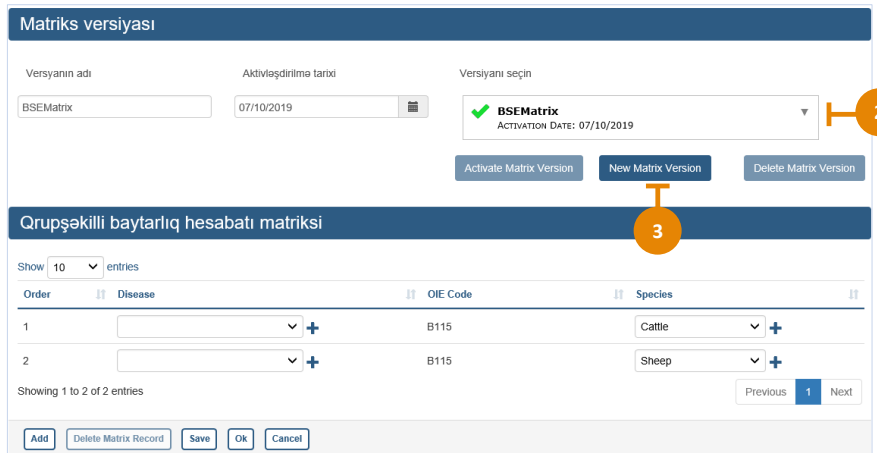 Matriks versiyası
Versyanın adı Aktivləşdirilmə tarixi Versiyanı seçin
BSEMatrix 07/10/2019 BSEMatrix
ACTIVATION DATE: 07/10/2019
Activate Matrix Version New Matrix Version Delete Matrix Version
3
Qrupşəkilli baytarlıq hesabatı matriksi
Show 10 entries
Order Disease OIE Code Species
1 B115 Cattle
2 B115 Sheep
Showing 1 to 2 of 2 entries Previous 1 Next
Add Delete Matrix Record Save Ok Cancel